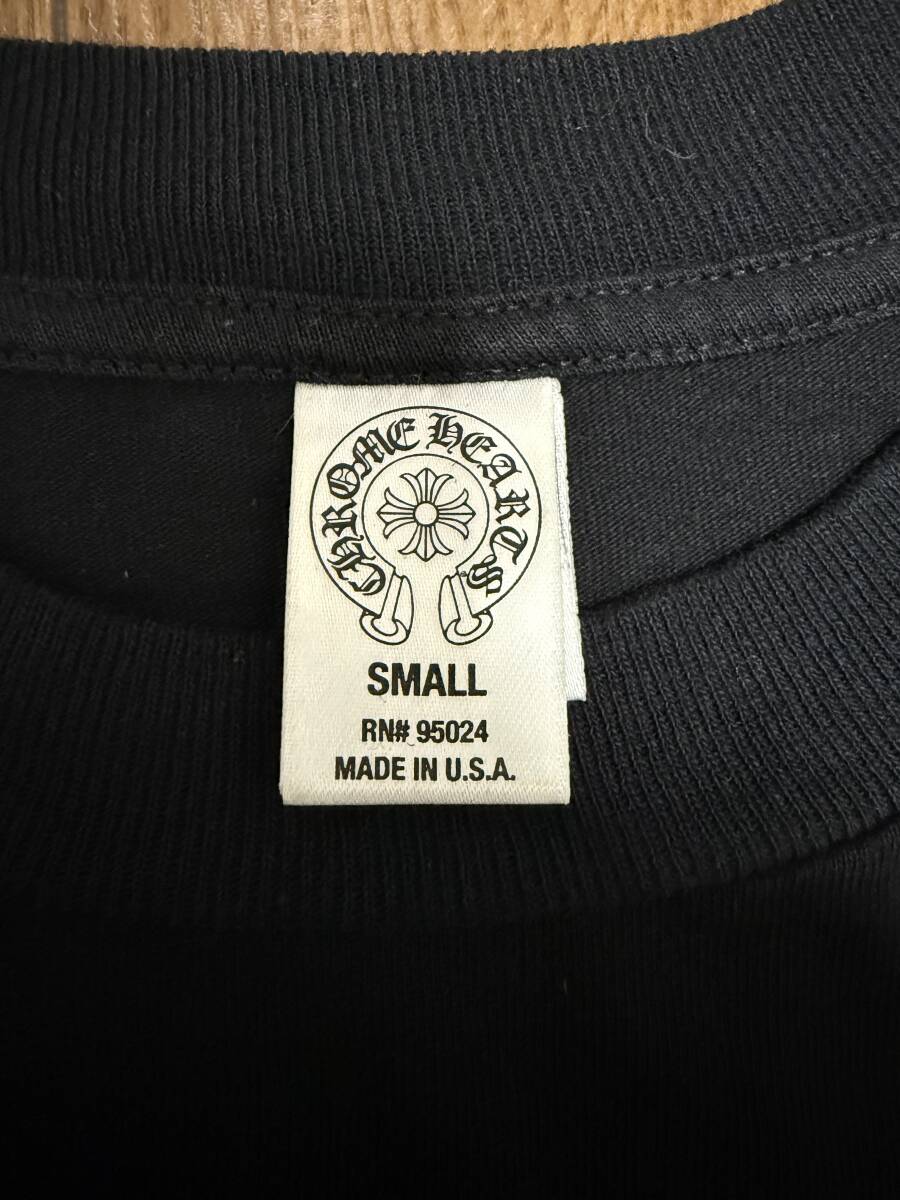 CHROME HEARTS
SMALL
RN# 95024
MADE IN U.S.A.